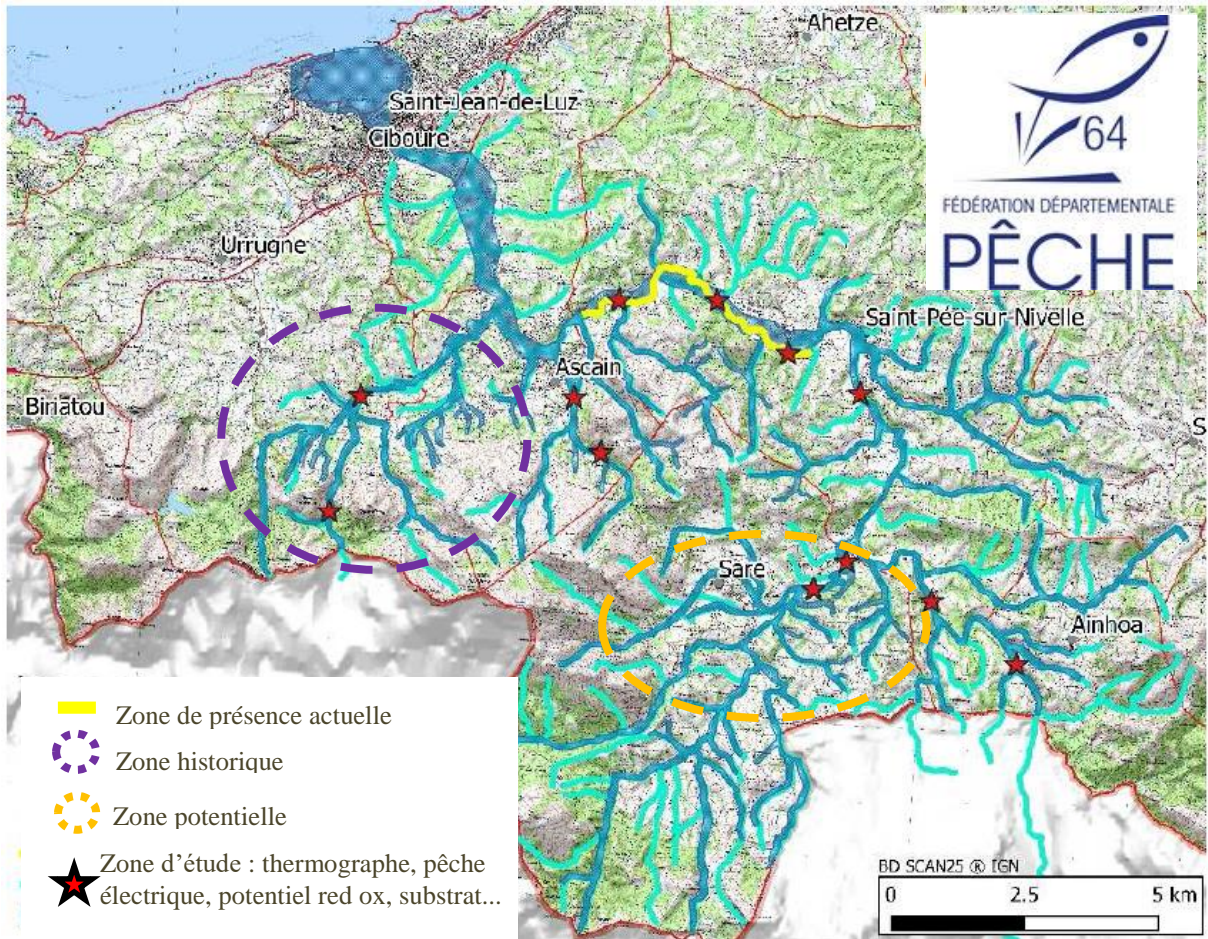 Ahetze
Saint-Jean-de-Luz
Ciboure
64
FÉDÉRATION DÉPARTEMENTALE
PÊCHE
Urrugne
Saint-Pée-sur-Nivelle
Ascain
Biriatou
S
Sare
Ainhoa
Zone de présence actuelle
Zone historique
Zone potentielle
Zone d'étude : thermographe, pêche
électrique, potentiel red ox, substrat...
BD SCAN25 ® IGN
0 2.5 5 km